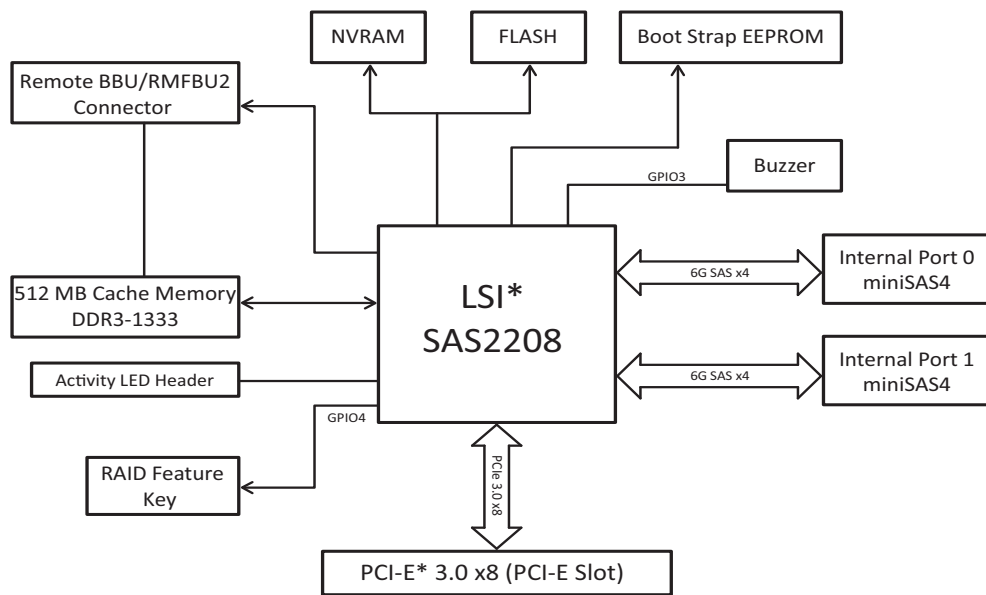 NVRAM
FLASH
Boot Strap EEPROM
Remote BBU/RMFBU2
Connector
Buzzer
GPIO3
LSI*
SAS2208
6G SAS x4
Internal Port 0
miniSAS4
512 MB Cache Memory
DDR3-1333
6G SAS x4
Internal Port 1
miniSAS4
Activity LED Header
GPIO4
RAID Feature
Key
PCIe 3.0 x8
PCI-E* 3.0 x8 (PCI-E Slot)